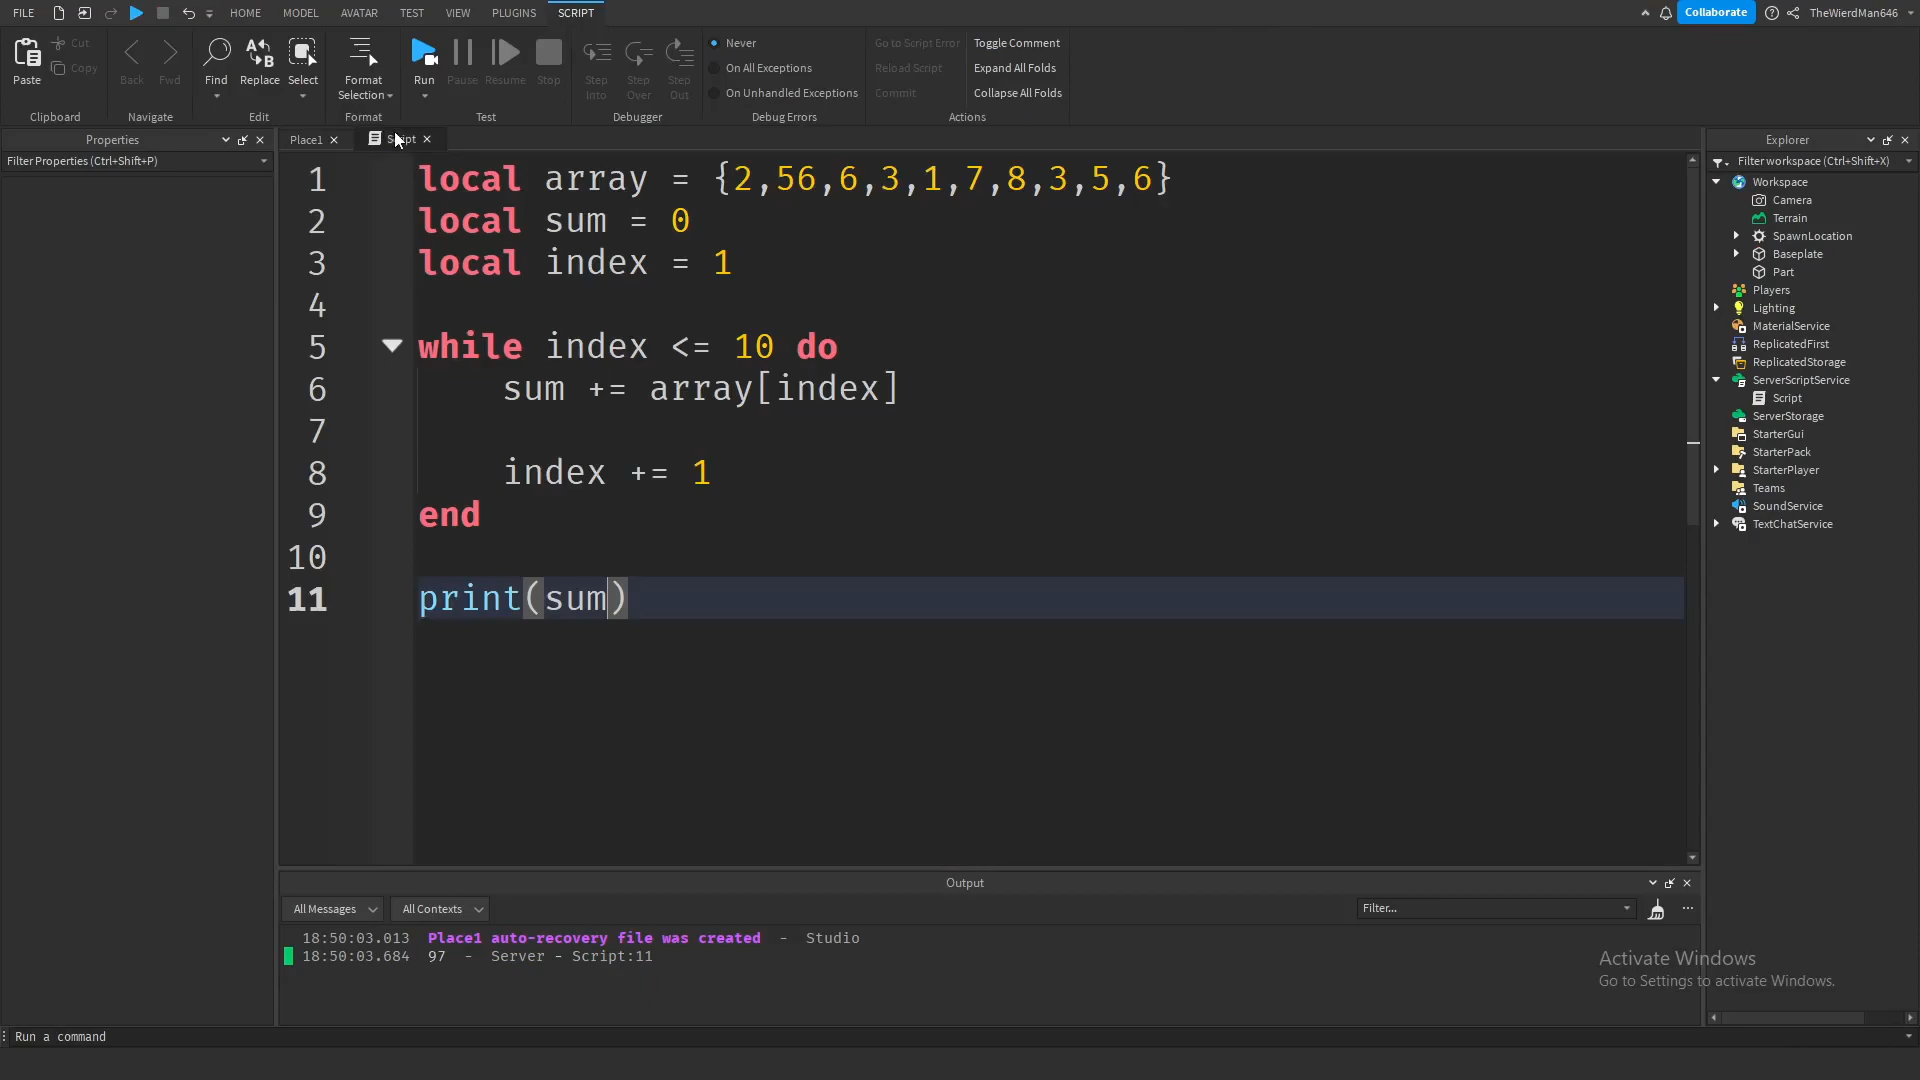 FILE HOME MODEL AVATAR TEST VIEW PLUGINS SCRIPT Collaborate TheWierdMan646
Paste Cut Copy
Clipboard
Back Fwd
Navigate
Find Replace Select
Edit
Format Selection
Format
Run Pause Resume Stop
Test
Step Into Step Over Step Out
Debugger
Never
On All Exceptions
On Unhandled Exceptions
Debug Errors
Go to Script Error Toggle Comment
Reload Script Expand All Folds
Commit Collapse All Folds
Actions
Properties
Filter Properties (Ctrl+Shift+P)
Place1 Script
1 local array = {2,56,6,3,1,7,8,3,5,6}
2 local sum = 0
3 local index = 1
4
5 while index <= 10 do
6 sum += array[index]
7
8 index += 1
9 end
10
11 print(sum)
Explorer
Filter workspace (Ctrl+Shift+X)
Workspace
Camera
Terrain
SpawnLocation
Baseplate
Part
Players
Lighting
MaterialService
ReplicatedFirst
ReplicatedStorage
ServerScriptService
Script
ServerStorage
StarterGui
StarterPack
StarterPlayer
Teams
SoundService
TextChatService
Output
All Messages All Contexts Filter...
18:50:03.013 Place1 auto-recovery file was created - Studio
18:50:03.684 97 - Server - Script:11
Activate Windows
Go to Settings to activate Windows.
Run a command